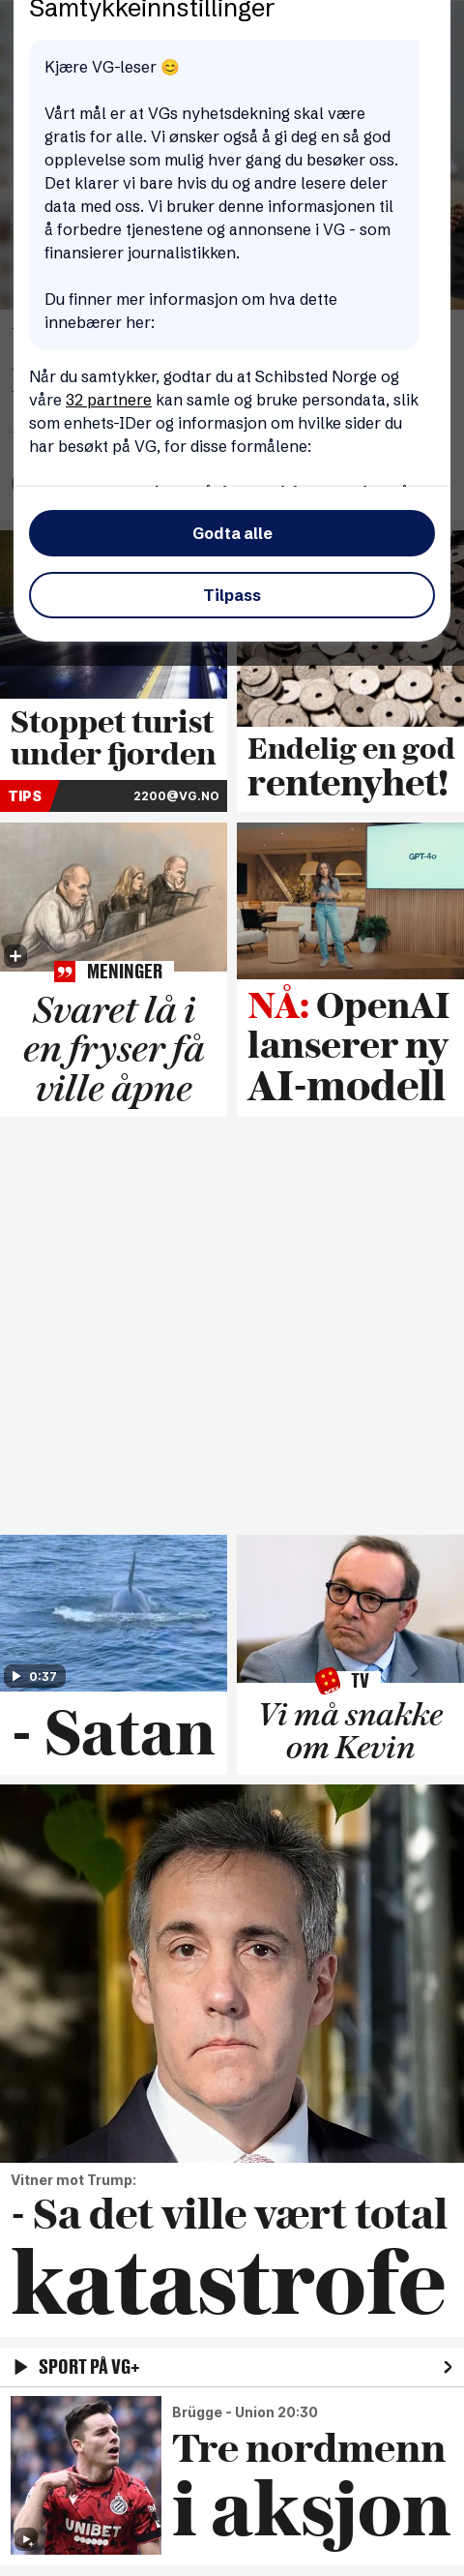 Samtykkeinnstillinger
Kjære VG-leser 😊
Vårt mål er at VGs nyhetsdekning skal være
gratis for alle. Vi ønsker også å gi deg en så god
opplevelse som mulig hver gang du besøker oss.
Det klarer vi bare hvis du og andre lesere deler
data med oss. Vi bruker denne informasjonen til
å forbedre tjenestene og annonsene i VG - som
finansierer journalistikken.
Du finner mer informasjon om hva dette
innebærer her:
Når du samtykker, godtar du at Schibsted Norge og
våre 32 partnere kan samle og bruke persondata, slik
som enhets-IDer og informasjon om hvilke sider du
har besøkt på VG, for disse formålene:
Godta alle
Tilpass
Stoppet turist
under fjorden
TIPS 2200@VG.NO
Endelig en god
rentenyhet!
MENINGER
Svaret lå i
en fryser få
ville åpne
GPT-4o
NÅ: OpenAI
lanserer ny
AI-modell
0:37
- Satan
TV
Vi må snakke
om Kevin
Vitner mot Trump:
- Sa det ville vært total
katastrofe
SPORT PÅ VG+
UNIBET
Brügge - Union 20:30
Tre nordmenn
i aksjon